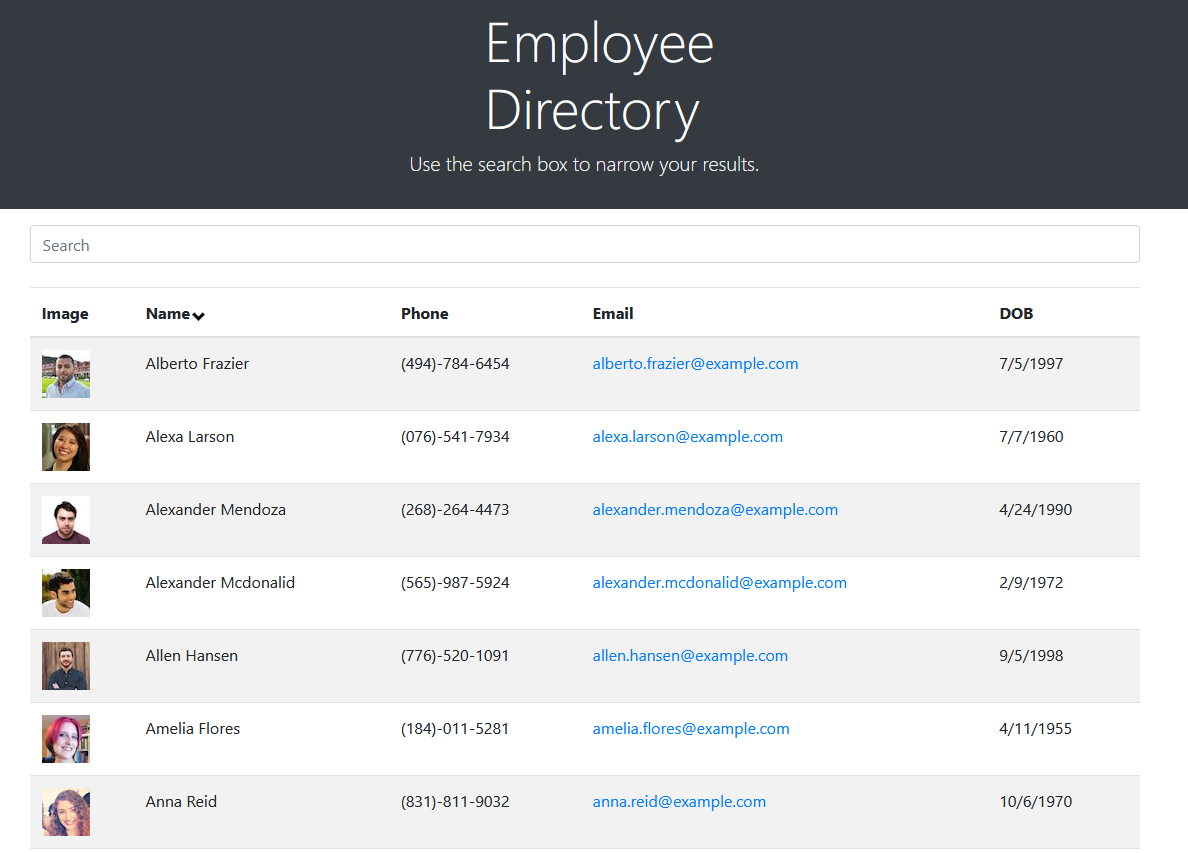 Employee
Directory
Use the search box to narrow your results.
Search
Image Name Phone Email DOB
Alberto Frazier (494)-784-6454 alberto.frazier@example.com 7/5/1997
Alexa Larson (076)-541-7934 alexa.larson@example.com 7/7/1960
Alexander Mendoza (268)-264-4473 alexander.mendoza@example.com 4/24/1990
Alexander Mcdonalid (565)-987-5924 alexander.mcdonalid@example.com 2/9/1972
Allen Hansen (776)-520-1091 allen.hansen@example.com 9/5/1998
Amelia Flores (184)-011-5281 amelia.flores@example.com 4/11/1955
Anna Reid (831)-811-9032 anna.reid@example.com 10/6/1970